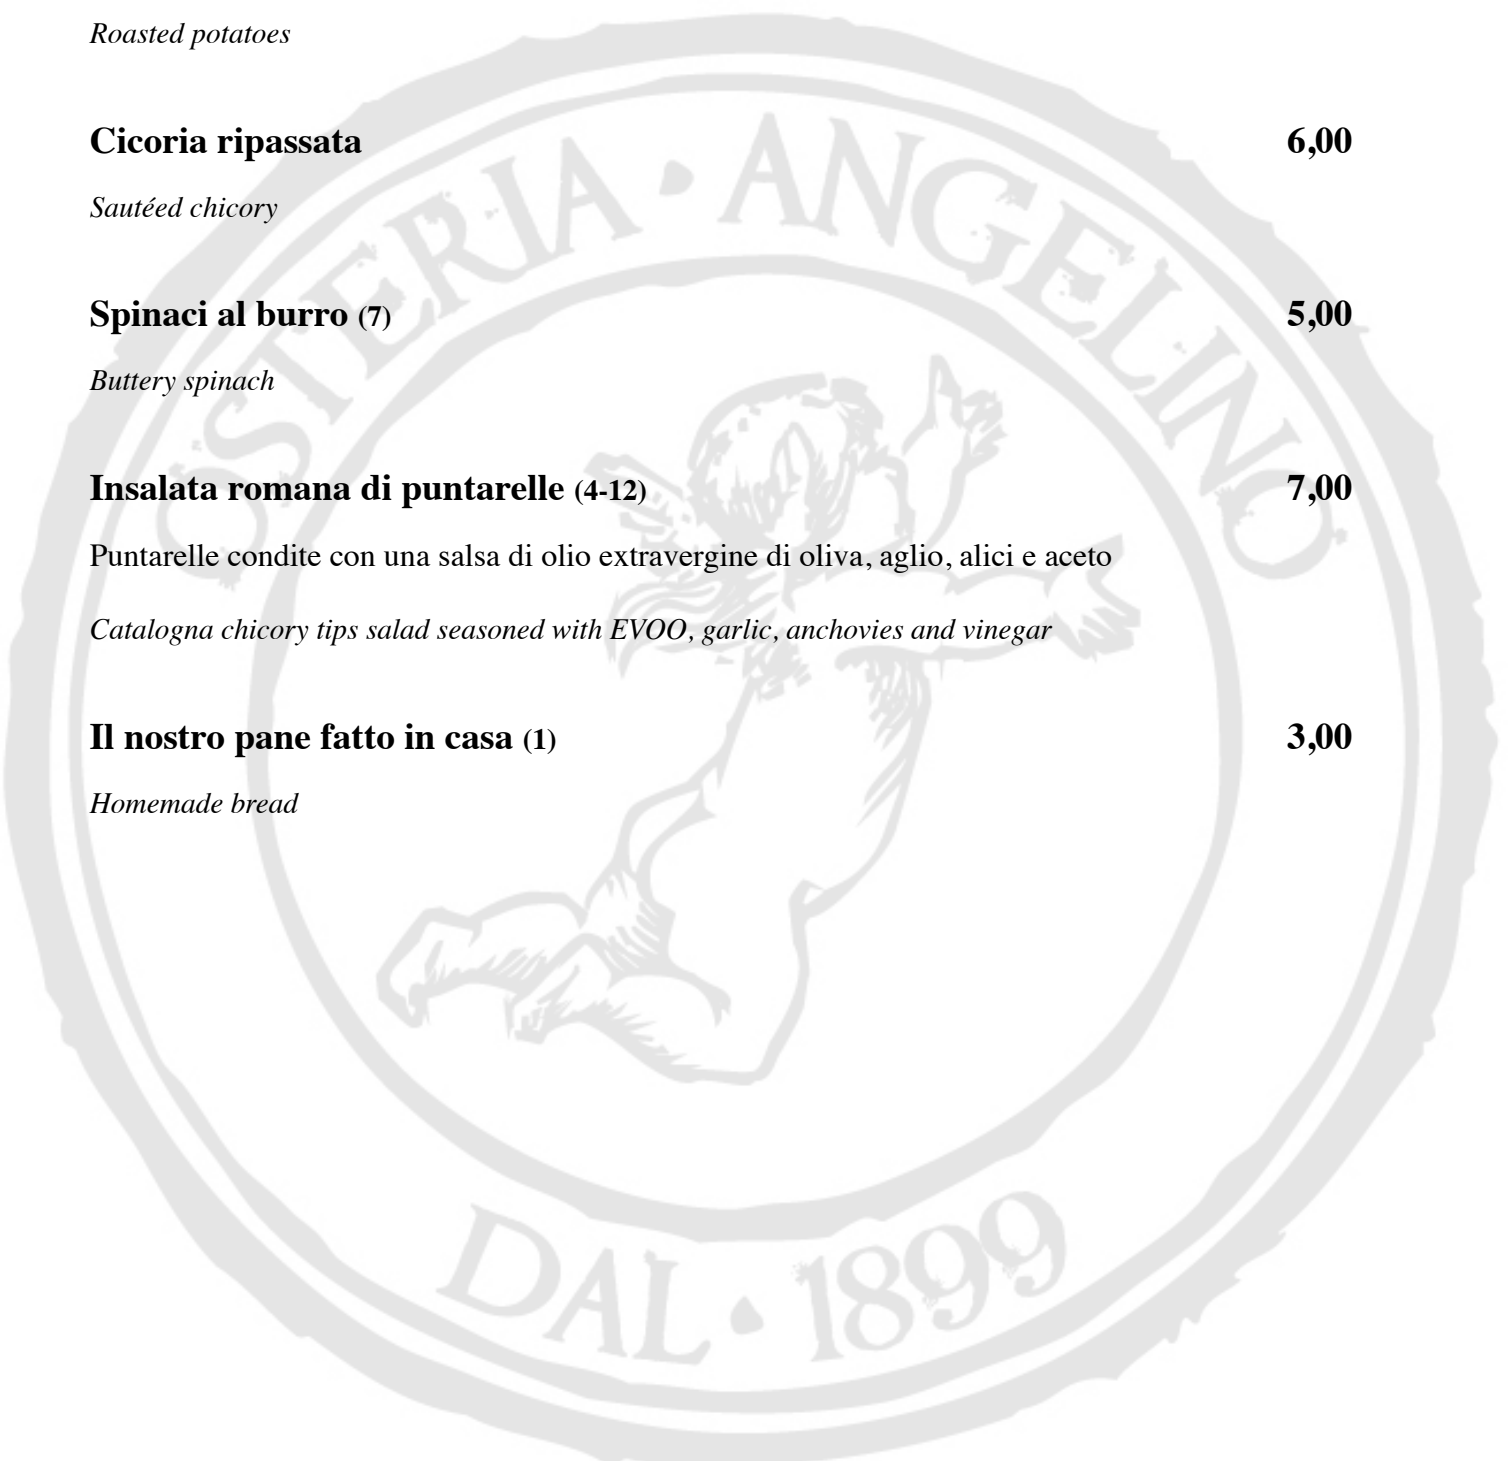 Roasted potatoes
Cicoria ripassata 6,00
Sautéed chicory
Spinaci al burro (7) 5,00
Buttery spinach
Insalata romana di puntarelle (4-12) 7,00
Puntarelle condite con una salsa di olio extravergine di oliva, aglio, alici e aceto
Catalogna chicory tips salad seasoned with EVOO, garlic, anchovies and vinegar
Il nostro pane fatto in casa (1) 3,00
Homemade bread
OSTERIA · ANGELINO
DAL · 1899